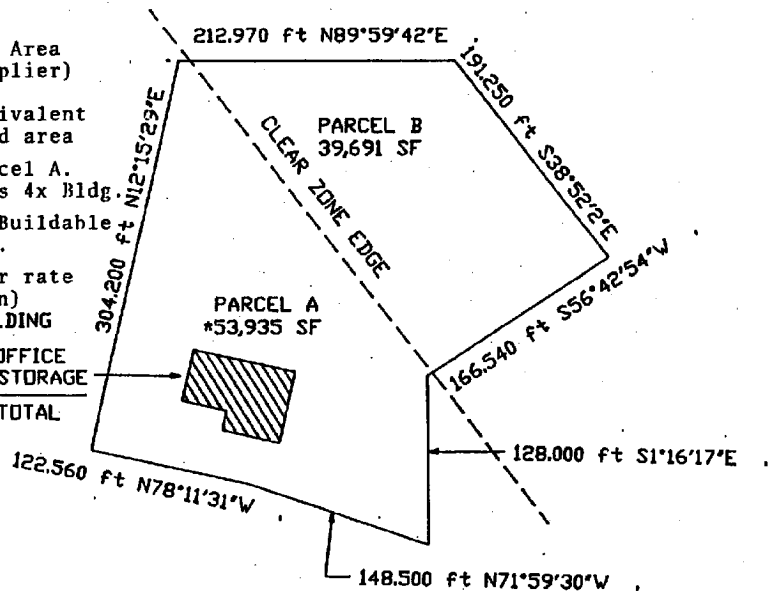 212.970 ft N89°59'42"E
Area
plier)
ivalent
d area
cel A.
s 4x Bldg.
Buildable
.
r rate
n)
LDING
OFFICE
STORAGE
TOTAL
304.200 ft N12°15'29"E
CLEAR ZONE EDGE
PARCEL B
39,691 SF
191.250 ft S38°52'2"E
PARCEL A
*53,935 SF
166.540 ft S56°42'54"W
128.000 ft S1°16'17"E
122.560 ft N78°11'31"W
148.500 ft N71°59'30"W